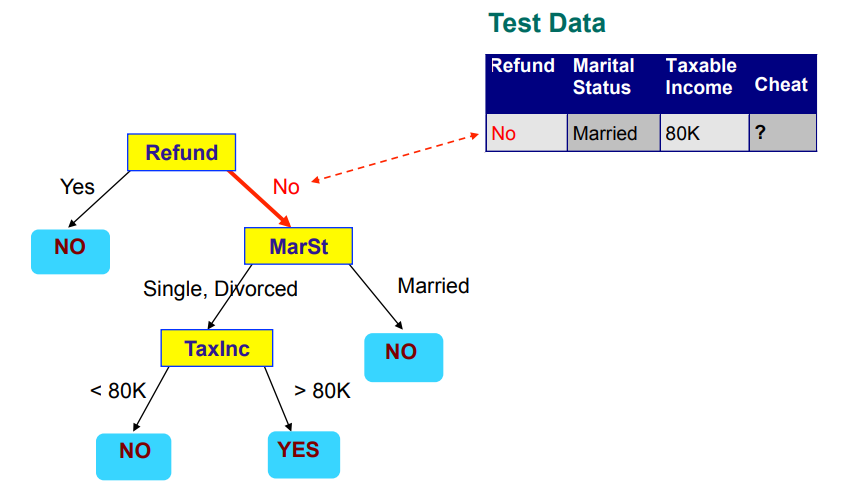 Test Data
Refund Marital Status Taxable Income Cheat
No Married 80K ?
Refund
Yes No
NO
MarSt
Single, Divorced Married
TaxInc
NO
< 80K > 80K
NO YES